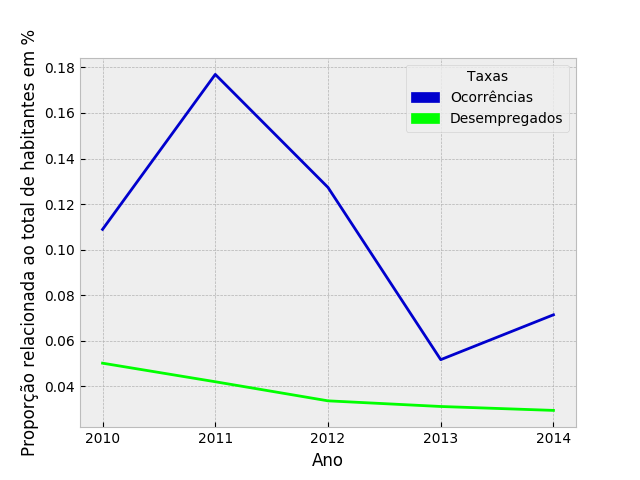 Proporção relacionada ao total de habitantes em %
0.18
0.16
0.14
0.12
0.10
0.08
0.06
0.04
Taxas
Ocorrências
Desempregados
2010 2011 2012 2013 2014
Ano